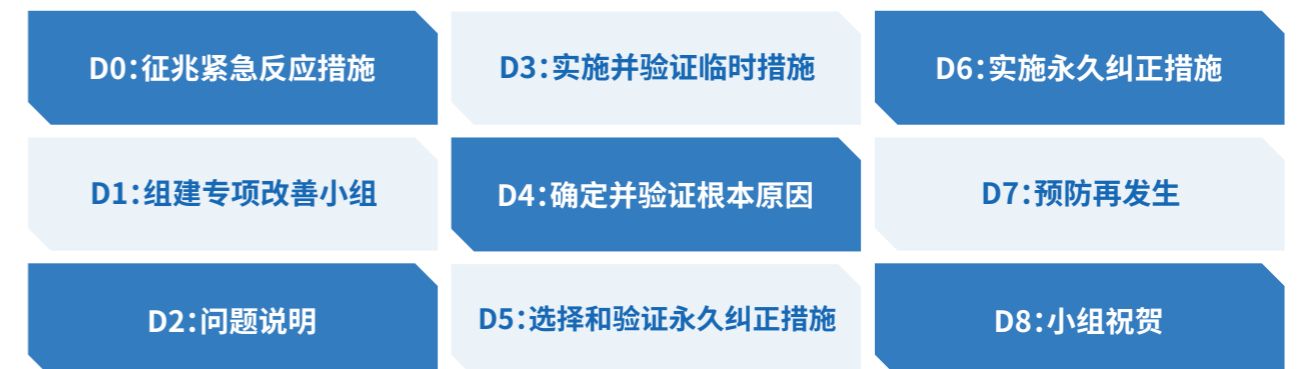 D0:征兆紧急反应措施
D1:组建专项改善小组
D2:问题说明
D3:实施并验证临时措施
D4:确定并验证根本原因
D5:选择和验证永久纠正措施
D6:实施永久纠正措施
D7:预防再发生
D8:小组祝贺